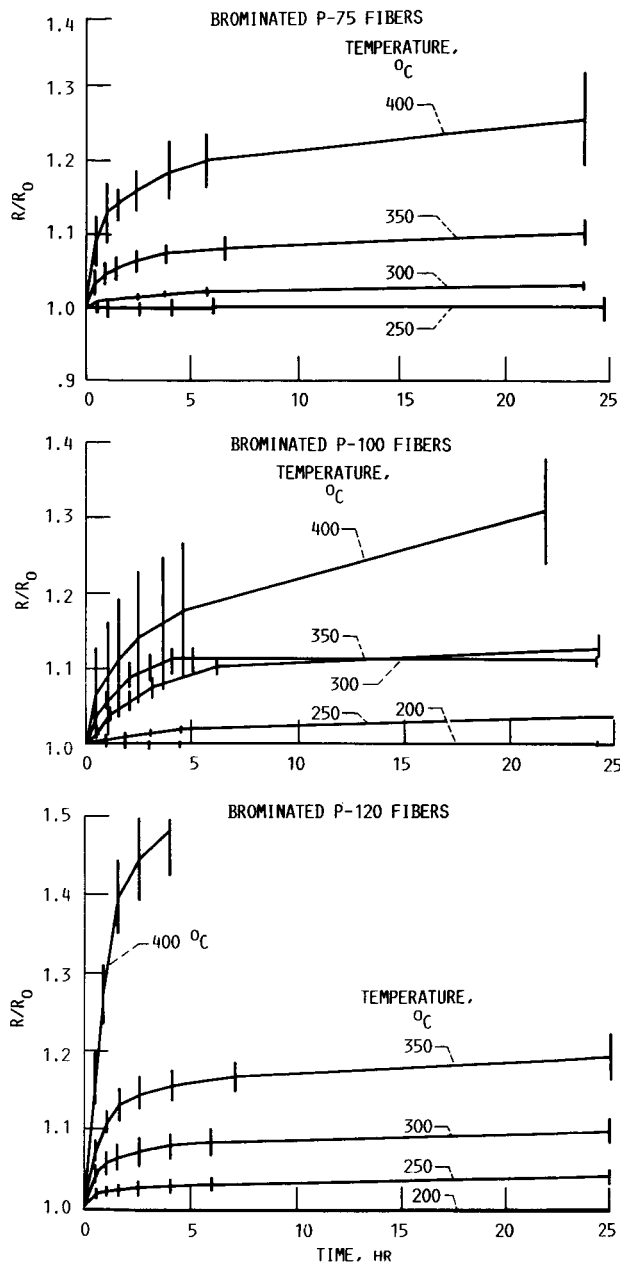 BROMINATED P-75 FIBERS
TEMPERATURE,
°C
400
350
300
250
R/R₀
1.4
1.3
1.2
1.1
1.0
.9
0 5 10 15 20 25
BROMINATED P-100 FIBERS
TEMPERATURE,
°C
400
350
300
250
200
R/R₀
1.4
1.3
1.2
1.1
1.0
0 5 10 15 20 25
BROMINATED P-120 FIBERS
400 °C
TEMPERATURE,
°C
350
300
250
200
R/R₀
1.5
1.4
1.3
1.2
1.1
1.0
0 5 10 15 20 25
TIME, HR